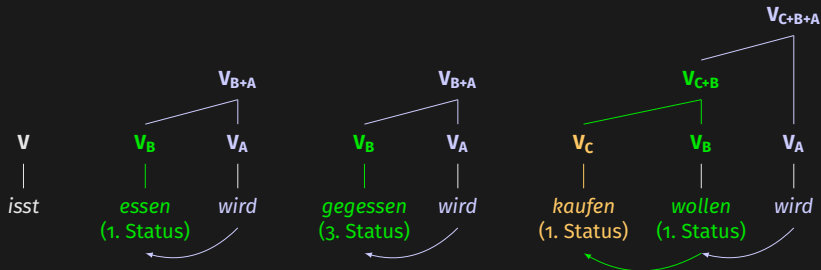 V_C+B+A
V_B+A V_B+A V_C+B
V V_B V_A V_B V_A V_C V_B V_A
isst essen wird gegessen wird kaufen wollen wird
(1. Status) (3. Status) (1. Status) (1. Status)